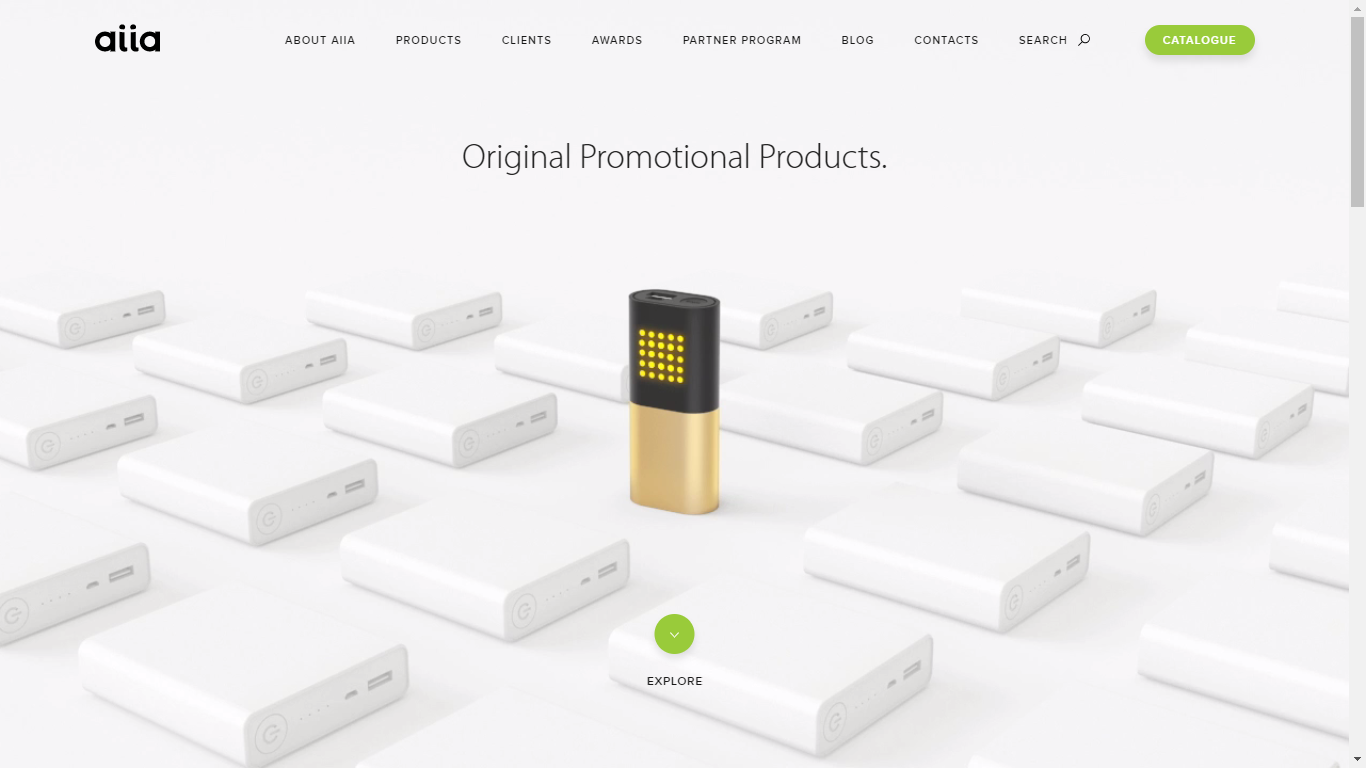 aiia
ABOUT AIIA PRODUCTS CLIENTS AWARDS PARTNER PROGRAM BLOG CONTACTS SEARCH CATALOGUE
Original Promotional Products.
EXPLORE